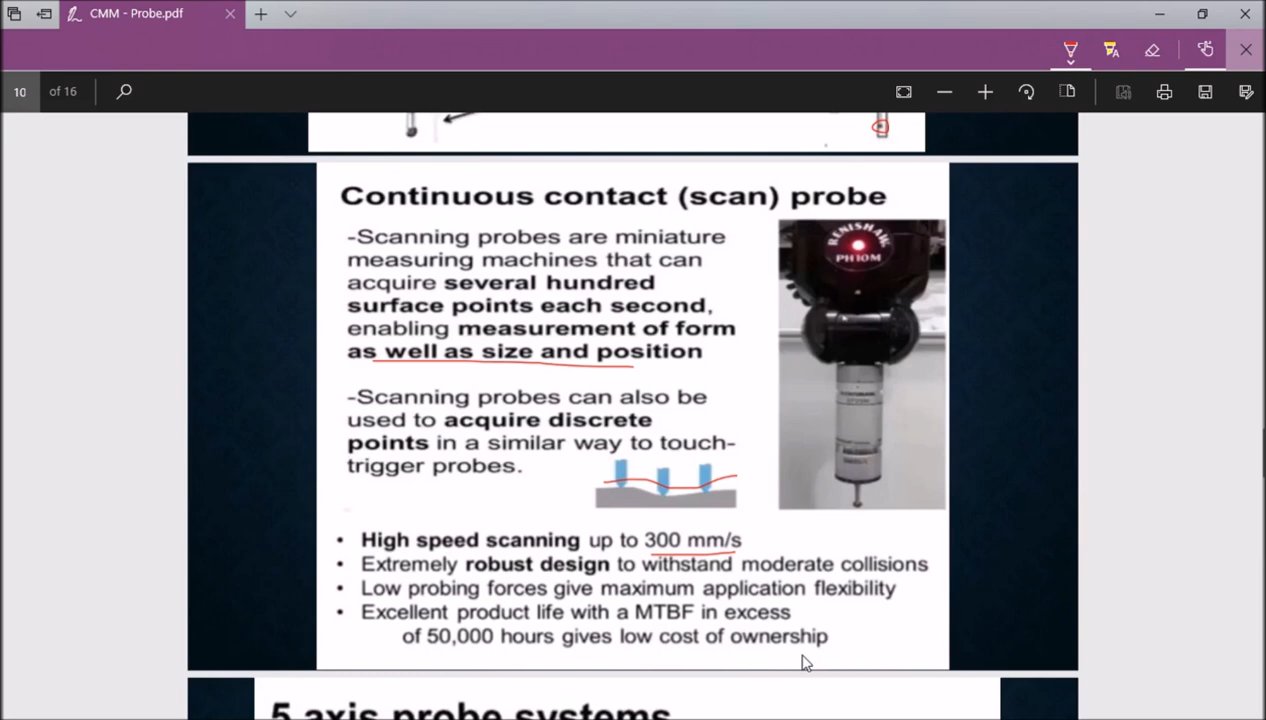 CMM - Probe.pdf
10 of 16
Continuous contact (scan) probe
-Scanning probes are miniature
measuring machines that can
acquire several hundred
surface points each second,
enabling measurement of form
as well as size and position
-Scanning probes can also be
used to acquire discrete
points in a similar way to touch-
trigger probes.
RENISHAW
PH10M
• High speed scanning up to 300 mm/s
• Extremely robust design to withstand moderate collisions
• Low probing forces give maximum application flexibility
• Excellent product life with a MTBF in excess
of 50,000 hours gives low cost of ownership
5 axis probe systems